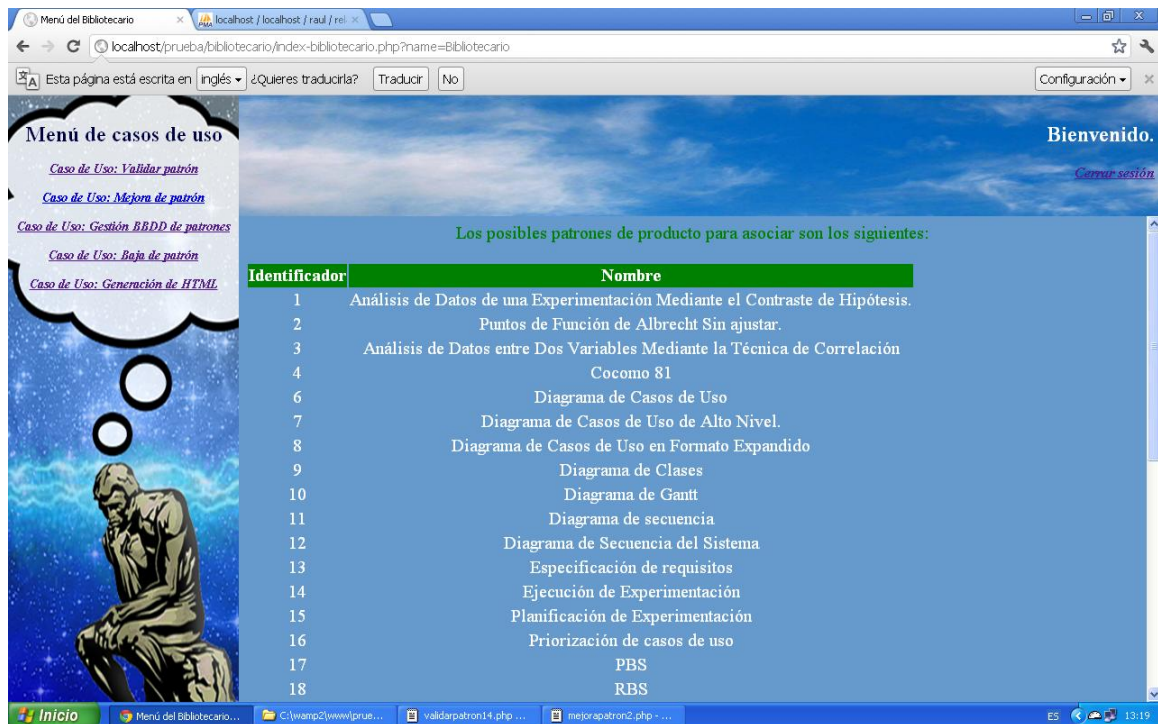 Menú del Bibliotecario
localhost / localhost / raul / rel
localhost/prueba/bibliotecario/index-bibliotecario.php?name=Bibliotecario
Esta página está escrita en inglés ¿Quieres traducirla? Traducir No Configuración
Menú de casos de uso
Caso de Uso: Validar patrón
Caso de Uso: Mejora de patrón
Caso de Uso: Gestión BBDD de patrones
Caso de Uso: Baja de patrón
Caso de Uso: Generación de HTML
Bienvenido.
Cerrar sesión
Los posibles patrones de producto para asociar son los siguientes:
Identificador Nombre
1 Análisis de Datos de una Experimentación Mediante el Contraste de Hipótesis.
2 Puntos de Función de Albrecht Sin ajustar.
3 Análisis de Datos entre Dos Variables Mediante la Técnica de Correlación
4 Cocomo 81
6 Diagrama de Casos de Uso
7 Diagrama de Casos de Uso de Alto Nivel.
8 Diagrama de Casos de Uso en Formato Expandido
9 Diagrama de Clases
10 Diagrama de Gantt
11 Diagrama de secuencia
12 Diagrama de Secuencia del Sistema
13 Especificación de requisitos
14 Ejecución de Experimentación
15 Planificación de Experimentación
16 Priorización de casos de uso
17 PBS
18 RBS
Inicio Menú del Bibliotecario... C:\wamp2\www\prue... validarpatron14.php ... mejorapatron2.php - ... ES 13:19